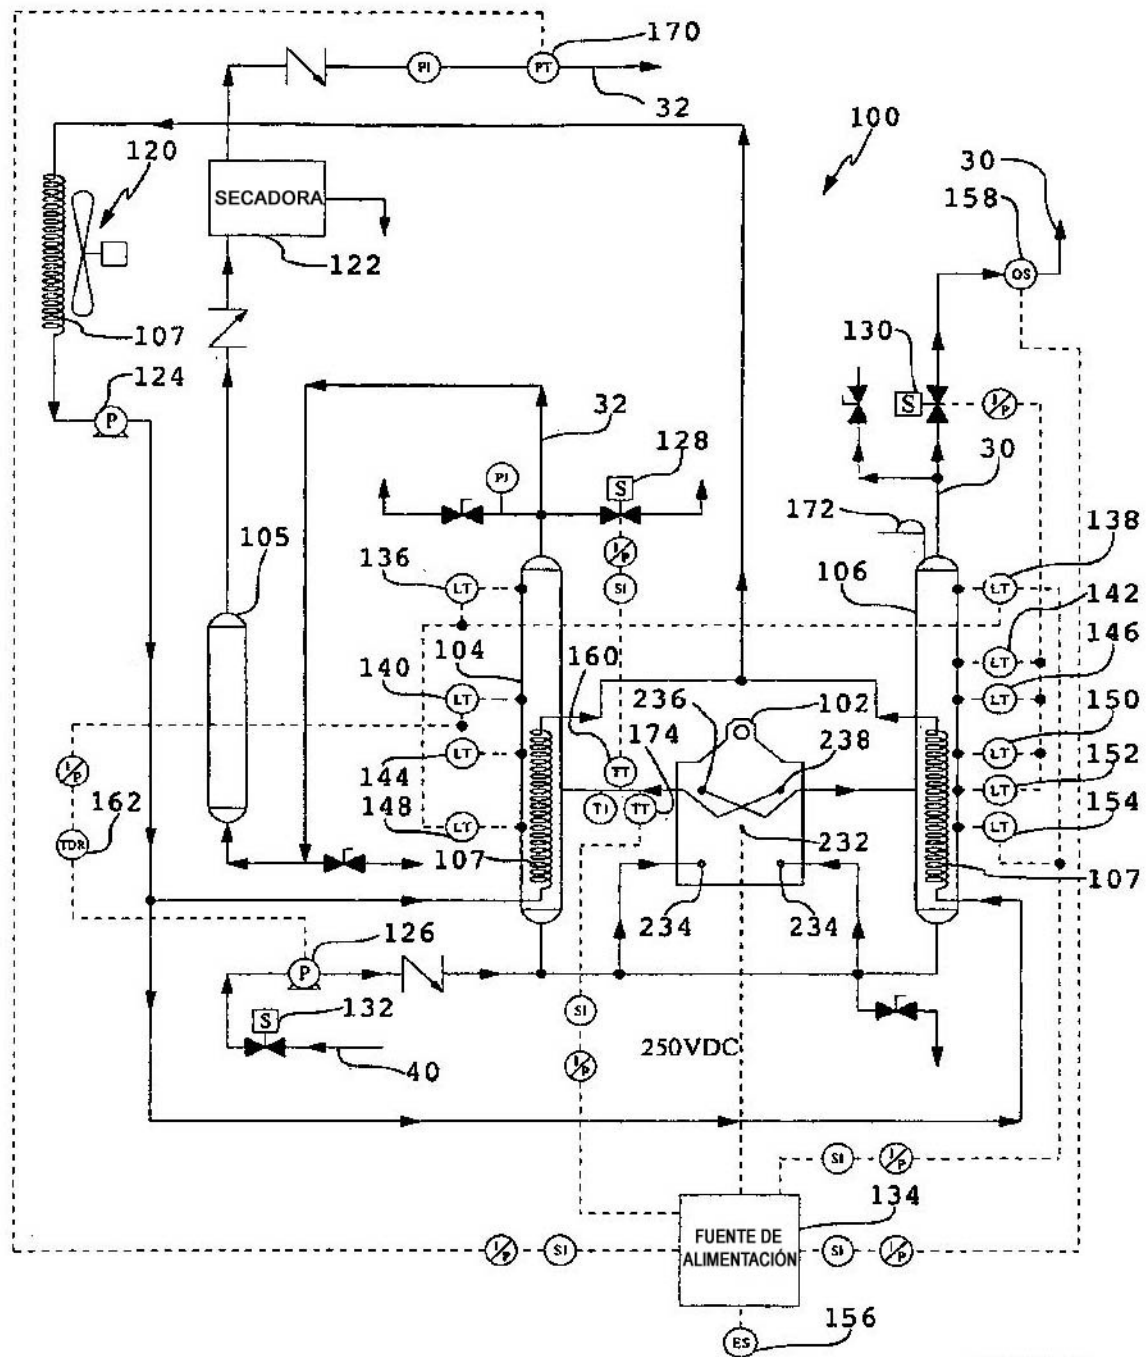 170
PI
PT
32
100
120
30
158
SECADORA
122
OS
107
130
124
S
I/P
P
32
128
30
PI
S
172
138
105
136
I/P
LT
SI
106
LT
142
104
LT
146
140
160
LT
236
102
LT
150
174
238
I/P
144
LT
TT
LT
152
TI
TT
LT
154
162
148
LT
232
LT
TDR
107
107
126
234
234
P
132
S
SI
40
250VDC
I/P
SI
I/P
134
FUENTE DE
ALIMENTACIÓN
I/P
SI
SI
I/P
156
ES